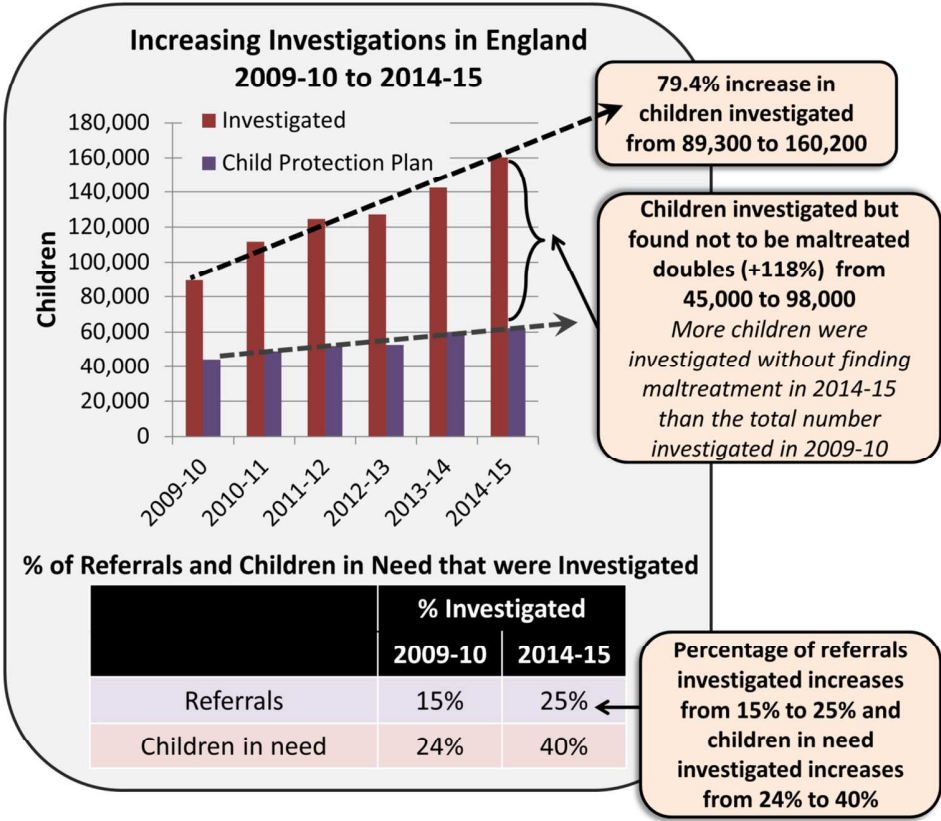 Increasing Investigations in England
2009-10 to 2014-15
180,000
160,000
140,000
120,000
100,000
80,000
60,000
40,000
20,000
0
Children
Investigated
Child Protection Plan
2009-10
2010-11
2011-12
2012-13
2013-14
2014-15
79.4% increase in
children investigated
from 89,300 to 160,200
Children investigated but
found not to be maltreated
doubles (+118%) from
45,000 to 98,000
More children were
investigated without finding
maltreatment in 2014-15
than the total number
investigated in 2009-10
% of Referrals and Children in Need that were Investigated
% Investigated
2009-10 2014-15
Referrals 15% 25%
Children in need 24% 40%
Percentage of referrals
investigated increases
from 15% to 25% and
children in need
investigated increases
from 24% to 40%